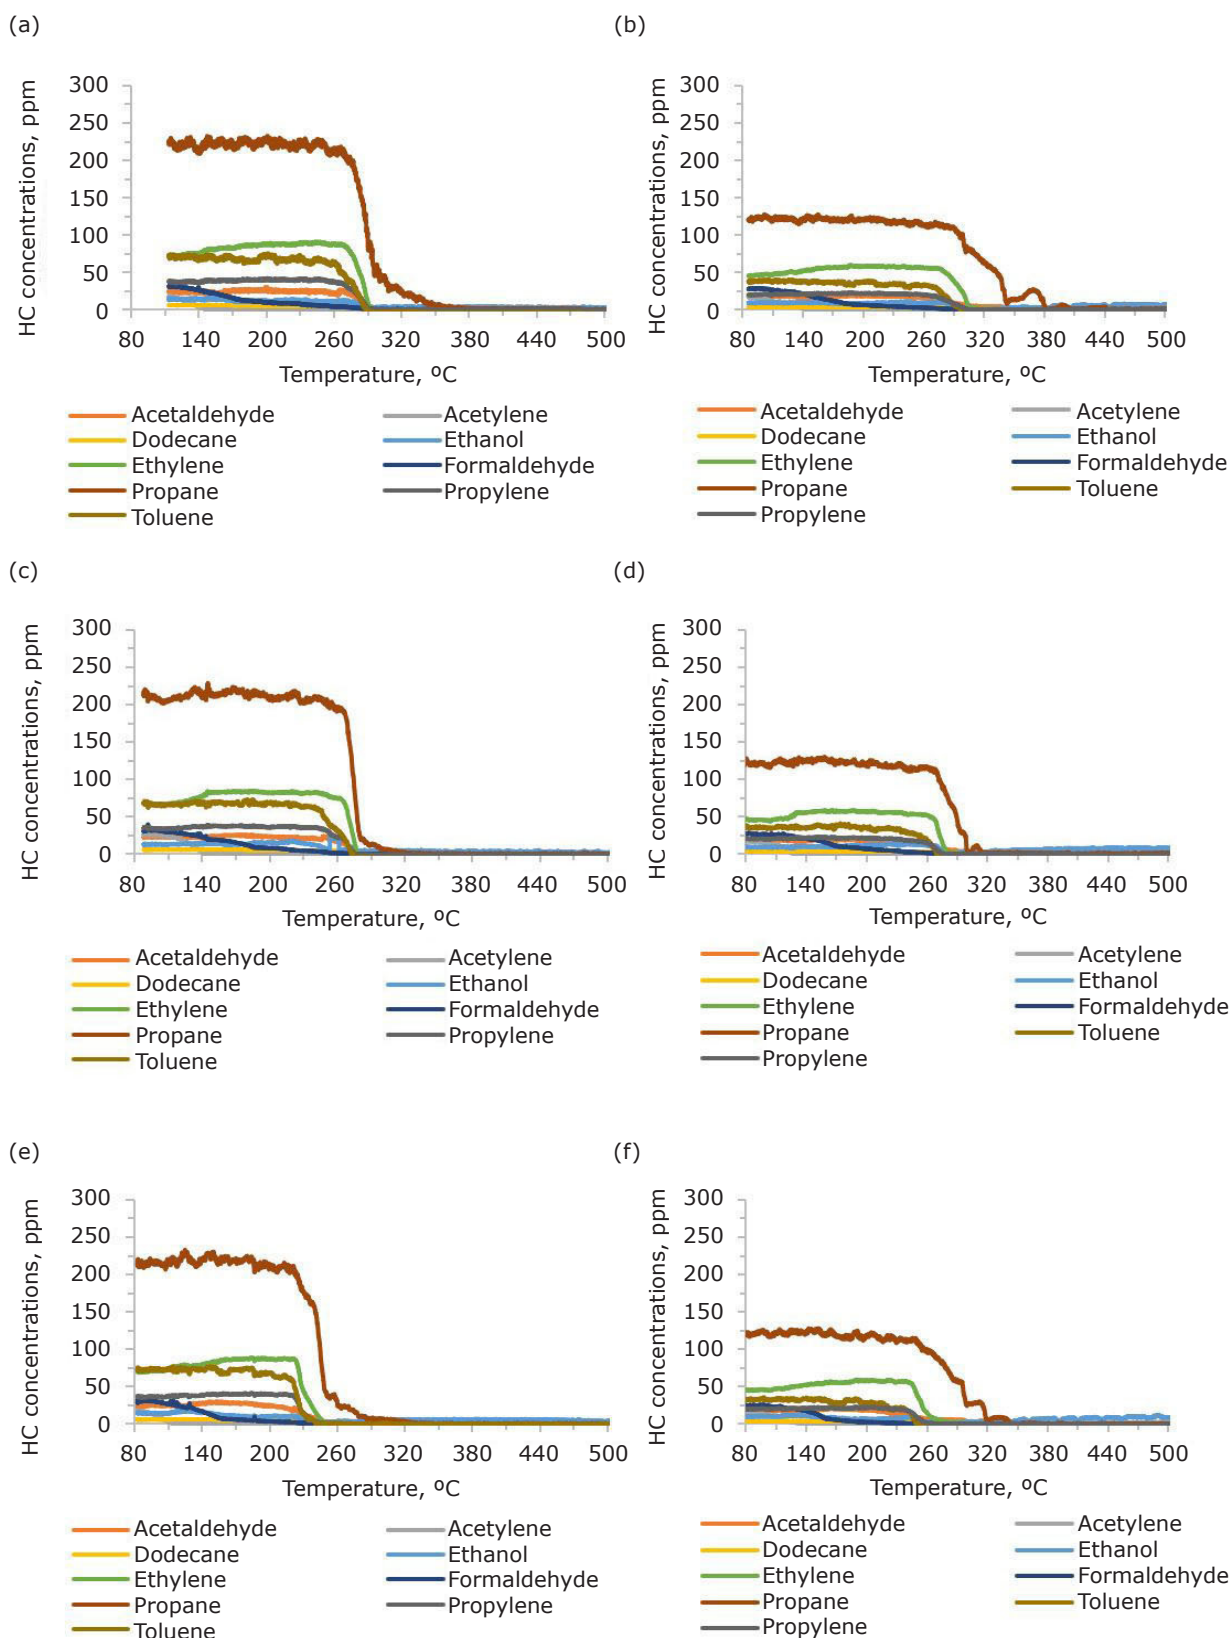 (a)
HC concentrations, ppm
300
250
200
150
100
50
0
80 140 200 260 320 380 440 500
Temperature, ºC
Acetaldehyde Acetylene
Dodecane Ethanol
Ethylene Formaldehyde
Propane Propylene
Toluene
(b)
HC concentrations, ppm
300
250
200
150
100
50
0
80 140 200 260 320 380 440 500
Temperature, ºC
Acetaldehyde Acetylene
Dodecane Ethanol
Ethylene Formaldehyde
Propane Toluene
Propylene
(c)
HC concentrations, ppm
300
250
200
150
100
50
0
80 140 200 260 320 380 440 500
Temperature, ºC
Acetaldehyde Acetylene
Dodecane Ethanol
Ethylene Formaldehyde
Propane Propylene
Toluene
(d)
HC concentrations, ppm
300
250
200
150
100
50
0
80 140 200 260 320 380 440 500
Temperature, ºC
Acetaldehyde Acetylene
Dodecane Ethanol
Ethylene Formaldehyde
Propane Toluene
Propylene
(e)
HC concentrations, ppm
300
250
200
150
100
50
0
80 140 200 260 320 380 440 500
Temperature, ºC
Acetaldehyde Acetylene
Dodecane Ethanol
Ethylene Formaldehyde
Propane Propylene
Toluene
(f)
HC concentrations, ppm
300
250
200
150
100
50
0
80 140 200 260 320 380 440 500
Temperature, ºC
Acetaldehyde Acetylene
Dodecane Ethanol
Ethylene Formaldehyde
Propane Toluene
Propylene